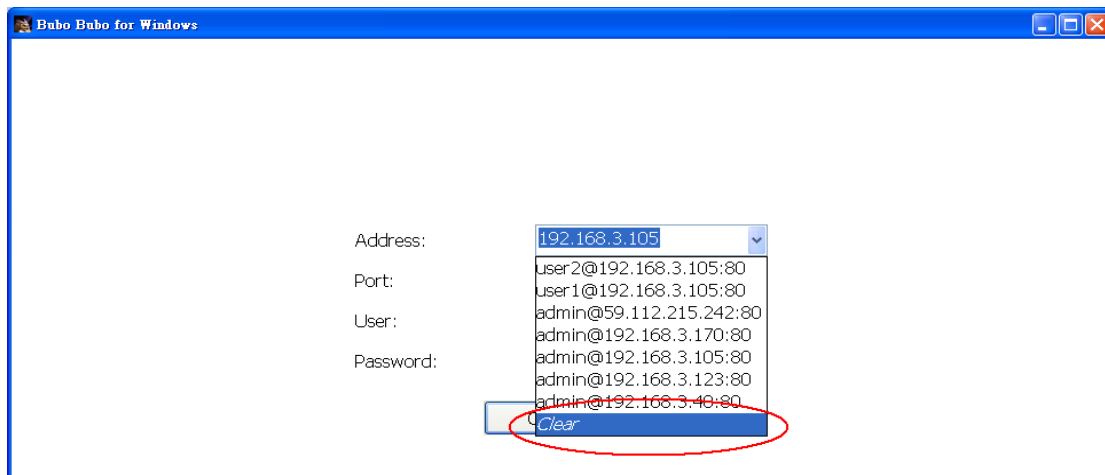 Bubo Bubo for Windows
Address:
192.168.3.105
Port:
User:
Password:
user2@192.168.3.105:80
user1@192.168.3.105:80
admin@59.112.215.242:80
admin@192.168.3.170:80
admin@192.168.3.105:80
admin@192.168.3.123:80
admin@192.168.3.48:80
Clear